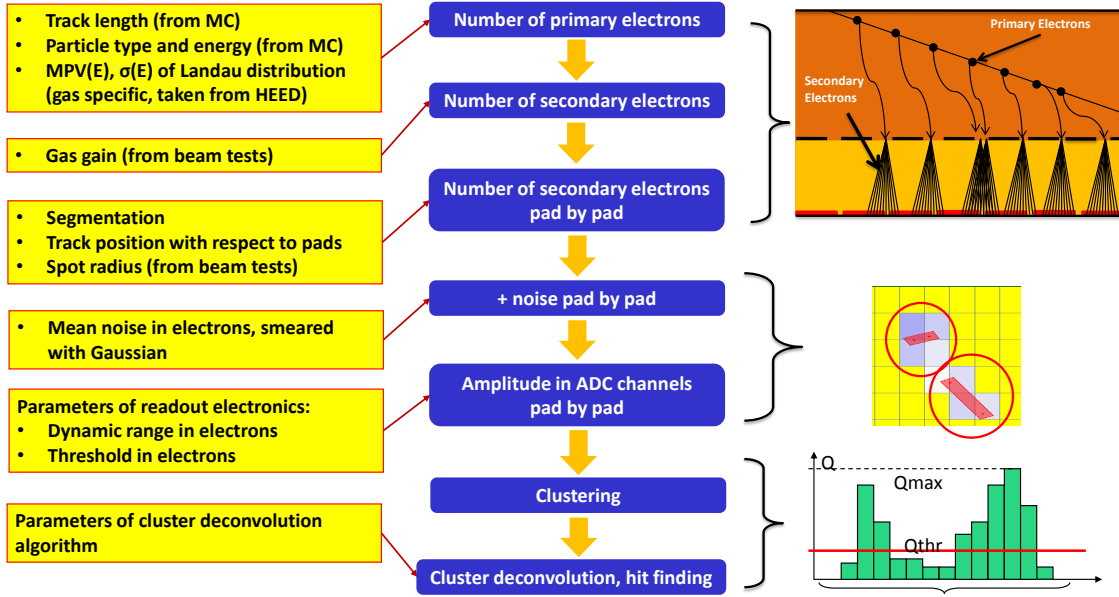 • Track length (from MC)
• Particle type and energy (from MC)
• MPV(E), σ(E) of Landau distribution
(gas specific, taken from HEED)
• Gas gain (from beam tests)
• Segmentation
• Track position with respect to pads
• Spot radius (from beam tests)
• Mean noise in electrons, smeared
with Gaussian
Parameters of readout electronics:
• Dynamic range in electrons
• Threshold in electrons
Parameters of cluster deconvolution
algorithm
Number of primary electrons
Number of secondary electrons
Number of secondary electrons
pad by pad
+ noise pad by pad
Amplitude in ADC channels
pad by pad
Clustering
Cluster deconvolution, hit finding
Primary Electrons
Secondary
Electrons
Q
Qmax
Qthr